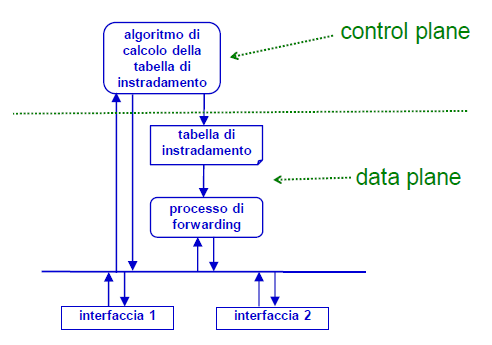 algoritmo di
calcolo della
tabella di
instradamento
control plane
tabella di
instradamento
data plane
processo di
forwarding
interfaccia 1
interfaccia 2